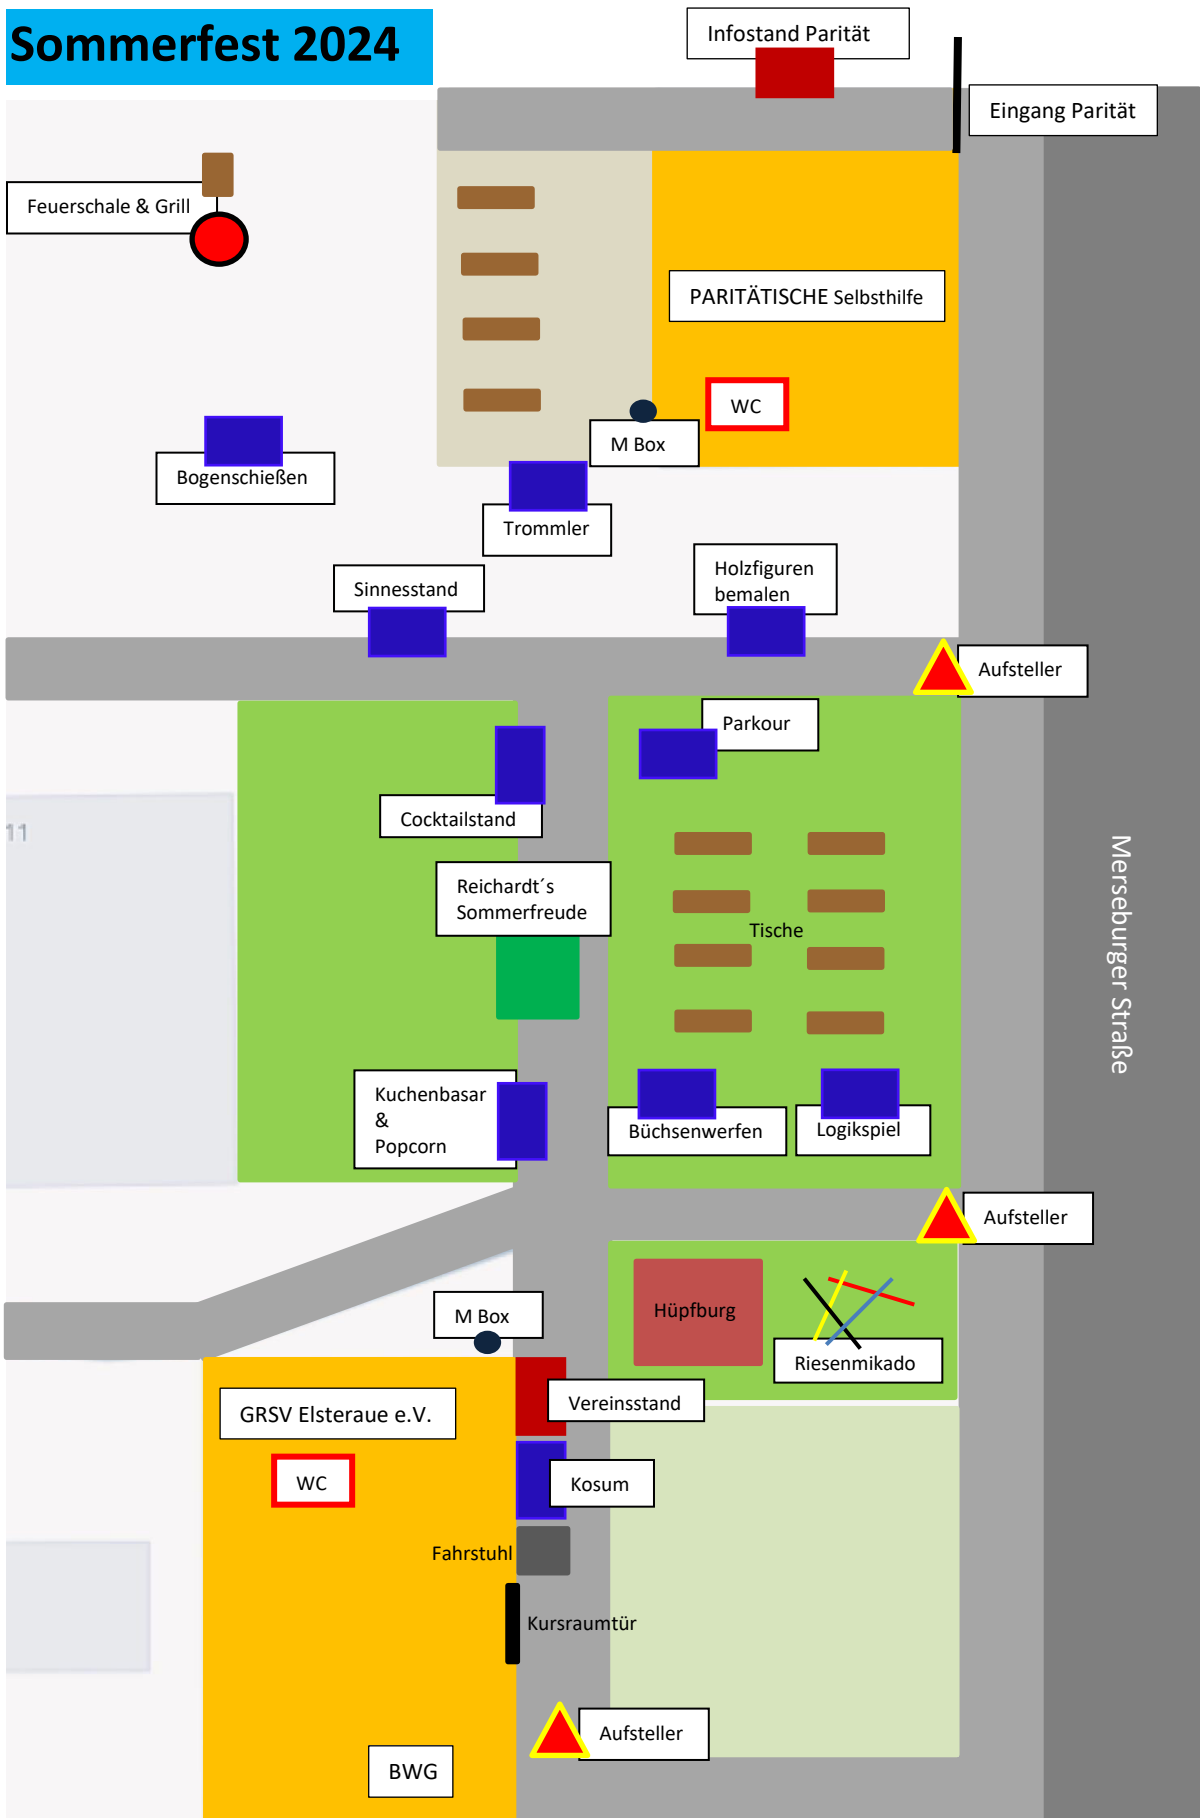 Sommerfest 2024
Infostand Parität
Eingang Parität
Feuerschale & Grill
PARITÄTISCHE Selbsthilfe
WC
M Box
Bogenschießen
Trommler
Sinnesstand
Holzfiguren
bemalen
Aufsteller
Parkour
Cocktailstand
11
Reichardt´s
Sommerfreude
Tische
Merseburger Straße
Kuchenbasar
&
Popcorn
Büchsenwerfen
Logikspiel
Aufsteller
M Box
Hüpfburg
Riesenmikado
GRSV Elsteraue e.V.
Vereinsstand
WC
Kosum
Fahrstuhl
Kursraumtür
Aufsteller
BWG